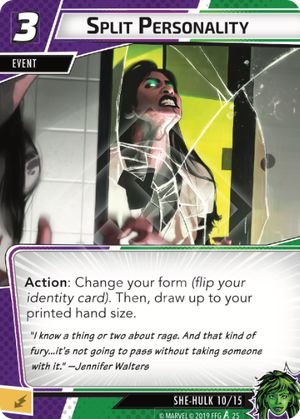 3
SPLIT PERSONALITY
EVENT
Action: Change your form (flip your
identity card). Then, draw up to your
printed hand size.
"I know a thing or two about rage. And that kind
of fury...it's not going to pass without taking someone
with it." —Jennifer Walters
SHE-HULK 10/15
© MARVEL © 2019 FFG A 25